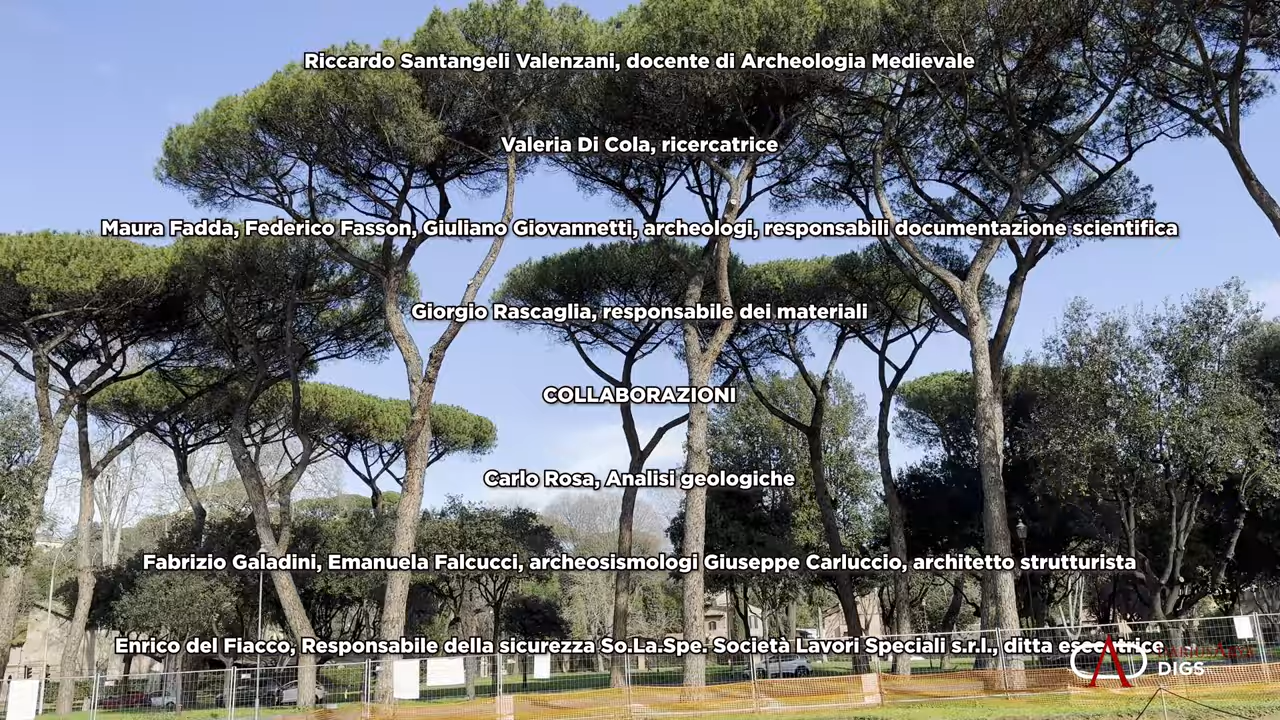 Riccardo Santangeli Valenzani, docente di Archeologia Medievale
Valeria Di Cola, ricercatrice
Maura Fadda, Federico Fasson, Giuliano Giovannetti, archeologi, responsabili documentazione scientifica
Giorgio Rascaglia, responsabile dei materiali
COLLABORAZIONI
Carlo Rosa, Analisi geologiche
Fabrizio Galadini, Emanuela Falcucci, archeosismologi Giuseppe Carluccio, architetto strutturista
Enrico del Fiacco, Responsabile della sicurezza So.La.Spe. Società Lavori Speciali s.r.l., ditta esecutrice
DIGS